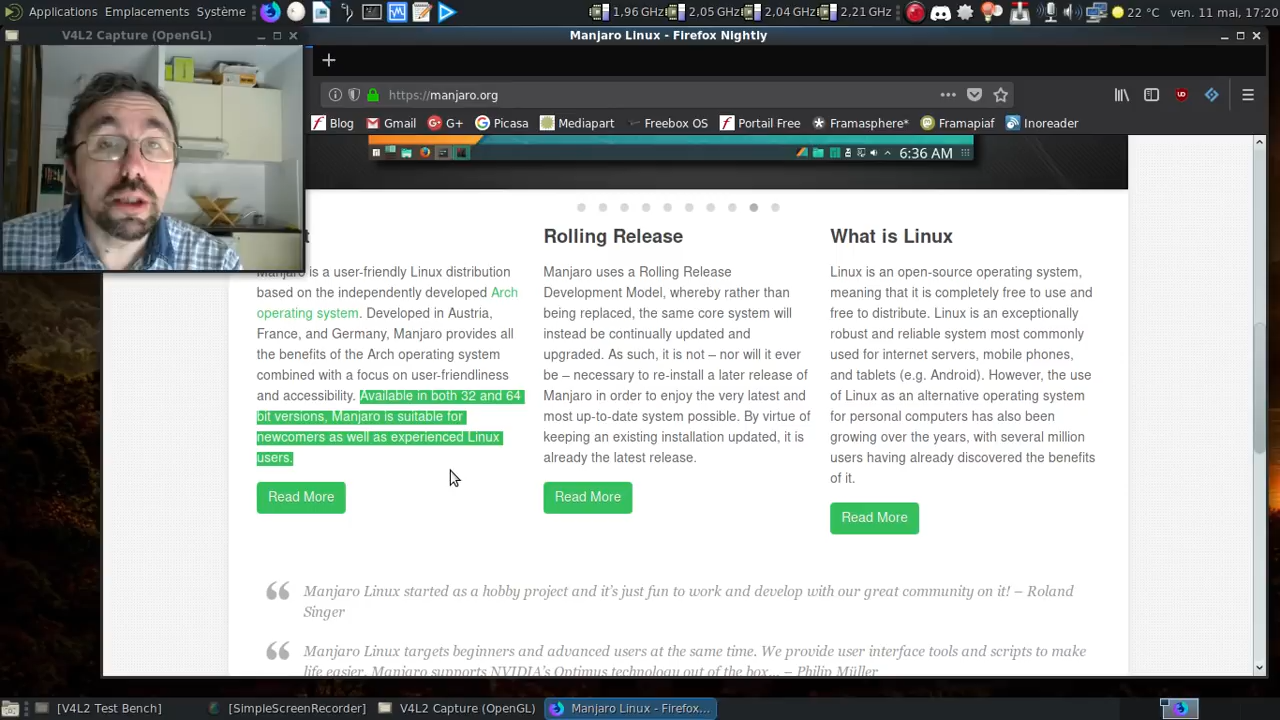 Applications Emplacements Système
1,96 GHz 2,05 GHz 2,04 GHz 2,21 GHz
22 °C ven. 11 mai, 17:20
V4L2 Capture (OpenGL)
Manjaro Linux - Firefox Nightly
https://manjaro.org
Blog Gmail G+ Picasa Mediapart Freebox OS Portail Free Framasphere* Framapiaf Inoreader
6:36 AM
Rolling Release
What is Linux
Manjaro is a user-friendly Linux distribution
based on the independently developed Arch
operating system. Developed in Austria,
France, and Germany, Manjaro provides all
the benefits of the Arch operating system
combined with a focus on user-friendliness
and accessibility. Available in both 32 and 64
bit versions, Manjaro is suitable for
newcomers as well as experienced Linux
users.
Read More
Manjaro uses a Rolling Release
Development Model, whereby rather than
being replaced, the same core system will
instead be continually updated and
upgraded. As such, it is not – nor will it ever
be – necessary to re-install a later release of
Manjaro in order to enjoy the very latest and
most up-to-date system possible. By virtue of
keeping an existing installation updated, it is
already the latest release.
Read More
Linux is an open-source operating system,
meaning that it is completely free to use and
free to distribute. Linux is an exceptionally
robust and reliable system most commonly
used for internet servers, mobile phones,
and tablets (e.g. Android). However, the use
of Linux as an alternative operating system
for personal computers has also been
growing over the years, with several million
users having already discovered the benefits
of it.
Read More
Manjaro Linux started as a hobby project and it's just fun to work and develop with our great community on it! – Roland
Singer
Manjaro Linux targets beginners and advanced users at the same time. We provide user interface tools and scripts to make
life easier. Manjaro supports NVIDIA's Optimus technology out of the box... – Philip Müller
[V4L2 Test Bench] [SimpleScreenRecorder] V4L2 Capture (OpenGL) Manjaro Linux - Firefox...